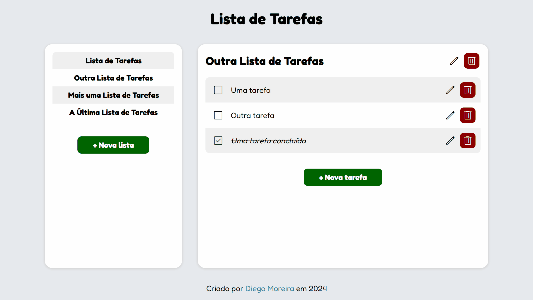 Lista de Tarefas
Lista de Tarefas
Outra Lista de Tarefas
Mais uma Lista de Tarefas
A Última Lista de Tarefas
+ Nova lista
Outra Lista de Tarefas
Uma tarefa
Outra tarefa
Uma tarefa concluída
+ Nova tarefa
Criado por Diego Moreira em 2024